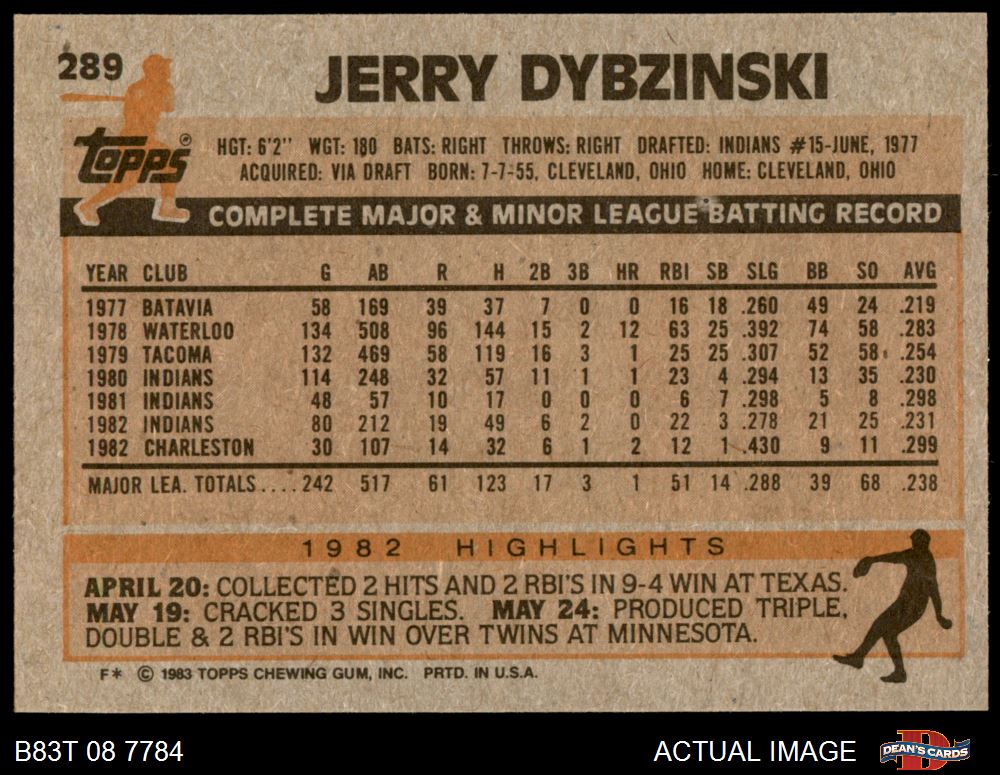 289
JERRY DYBZINSKI
Topps®
HGT: 6'2" WGT: 180 BATS: RIGHT THROWS: RIGHT DRAFTED: INDIANS #15-JUNE, 1977
ACQUIRED: VIA DRAFT BORN: 7-7-55, CLEVELAND, OHIO HOME: CLEVELAND, OHIO
COMPLETE MAJOR & MINOR LEAGUE BATTING RECORD
YEAR CLUB G AB R H 2B 3B HR RBI SB SLG BB SO AVG
1977 BATAVIA 58 169 39 37 7 0 0 16 18 .260 49 24 .219
1978 WATERLOO 134 508 96 144 15 2 12 63 25 .392 74 58 .283
1979 TACOMA 132 469 58 119 16 3 1 25 25 .307 52 58 .254
1980 INDIANS 114 248 32 57 11 1 1 23 4 .294 13 35 .230
1981 INDIANS 48 57 10 17 0 0 0 6 7 .298 5 8 .298
1982 INDIANS 80 212 19 49 6 2 0 22 3 .278 21 25 .231
1982 CHARLESTON 30 107 14 32 6 1 2 12 1 .430 9 11 .299
MAJOR LEA. TOTALS.... 242 517 61 123 17 3 1 51 14 .288 39 68 .238
1982 HIGHLIGHTS
APRIL 20: COLLECTED 2 HITS AND 2 RBI'S IN 9-4 WIN AT TEXAS.
MAY 19: CRACKED 3 SINGLES. MAY 24: PRODUCED TRIPLE,
DOUBLE & 2 RBI'S IN WIN OVER TWINS AT MINNESOTA.
F* © 1983 TOPPS CHEWING GUM, INC. PRTD. IN U.S.A.
B83T 08 7784
ACTUAL IMAGE
DEAN'S CARDS